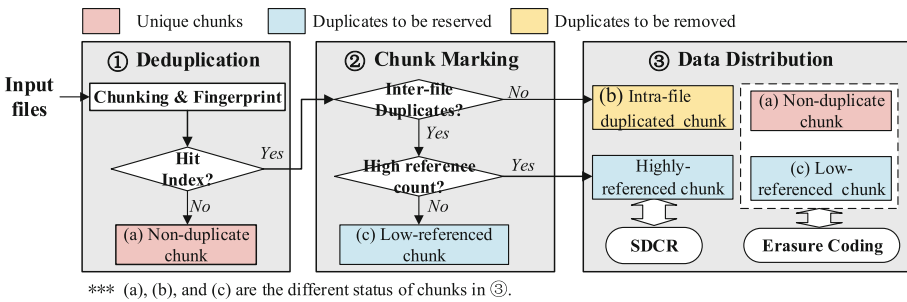 Unique chunks
Duplicates to be reserved
Duplicates to be removed
Input
files
① Deduplication
Chunking & Fingerprint
Hit
Index?
Yes
No
(a) Non-duplicate
chunk
② Chunk Marking
Inter-file
Duplicates?
No
Yes
High reference
count?
Yes
No
(c) Low-referenced
chunk
③ Data Distribution
(b) Intra-file
duplicated chunk
(a) Non-duplicate
chunk
Highly-
referenced chunk
(c) Low-
referenced chunk
SDCR
Erasure Coding
*** (a), (b), and (c) are the different status of chunks in ③.